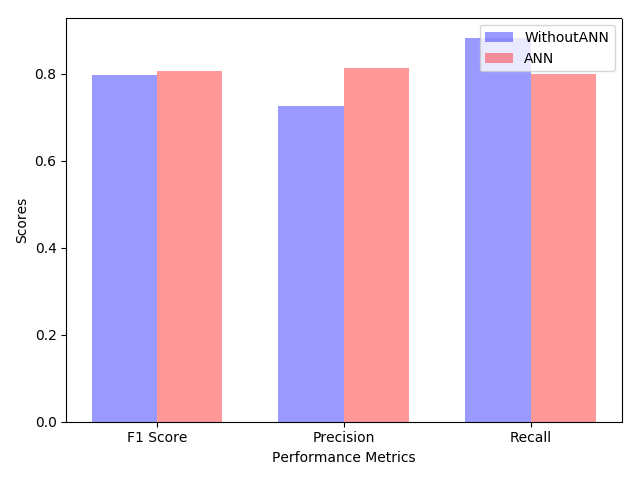 WithoutANN
ANN
0.8
0.6
0.4
0.2
0.0
Scores
F1 Score Precision Recall
Performance Metrics